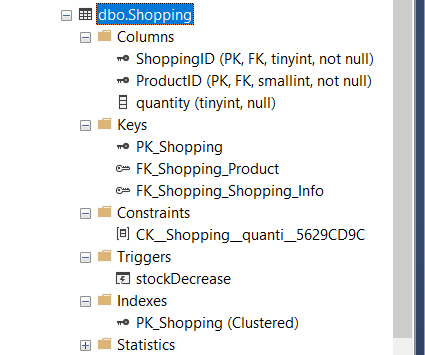 dbo.Shopping
Columns
ShoppingID (PK, FK, tinyint, not null)
ProductID (PK, FK, smallint, not null)
quantity (tinyint, null)
Keys
PK_Shopping
FK_Shopping_Product
FK_Shopping_Shopping_Info
Constraints
CK__Shopping__quanti__5629CD9C
Triggers
stockDecrease
Indexes
PK_Shopping (Clustered)
Statistics